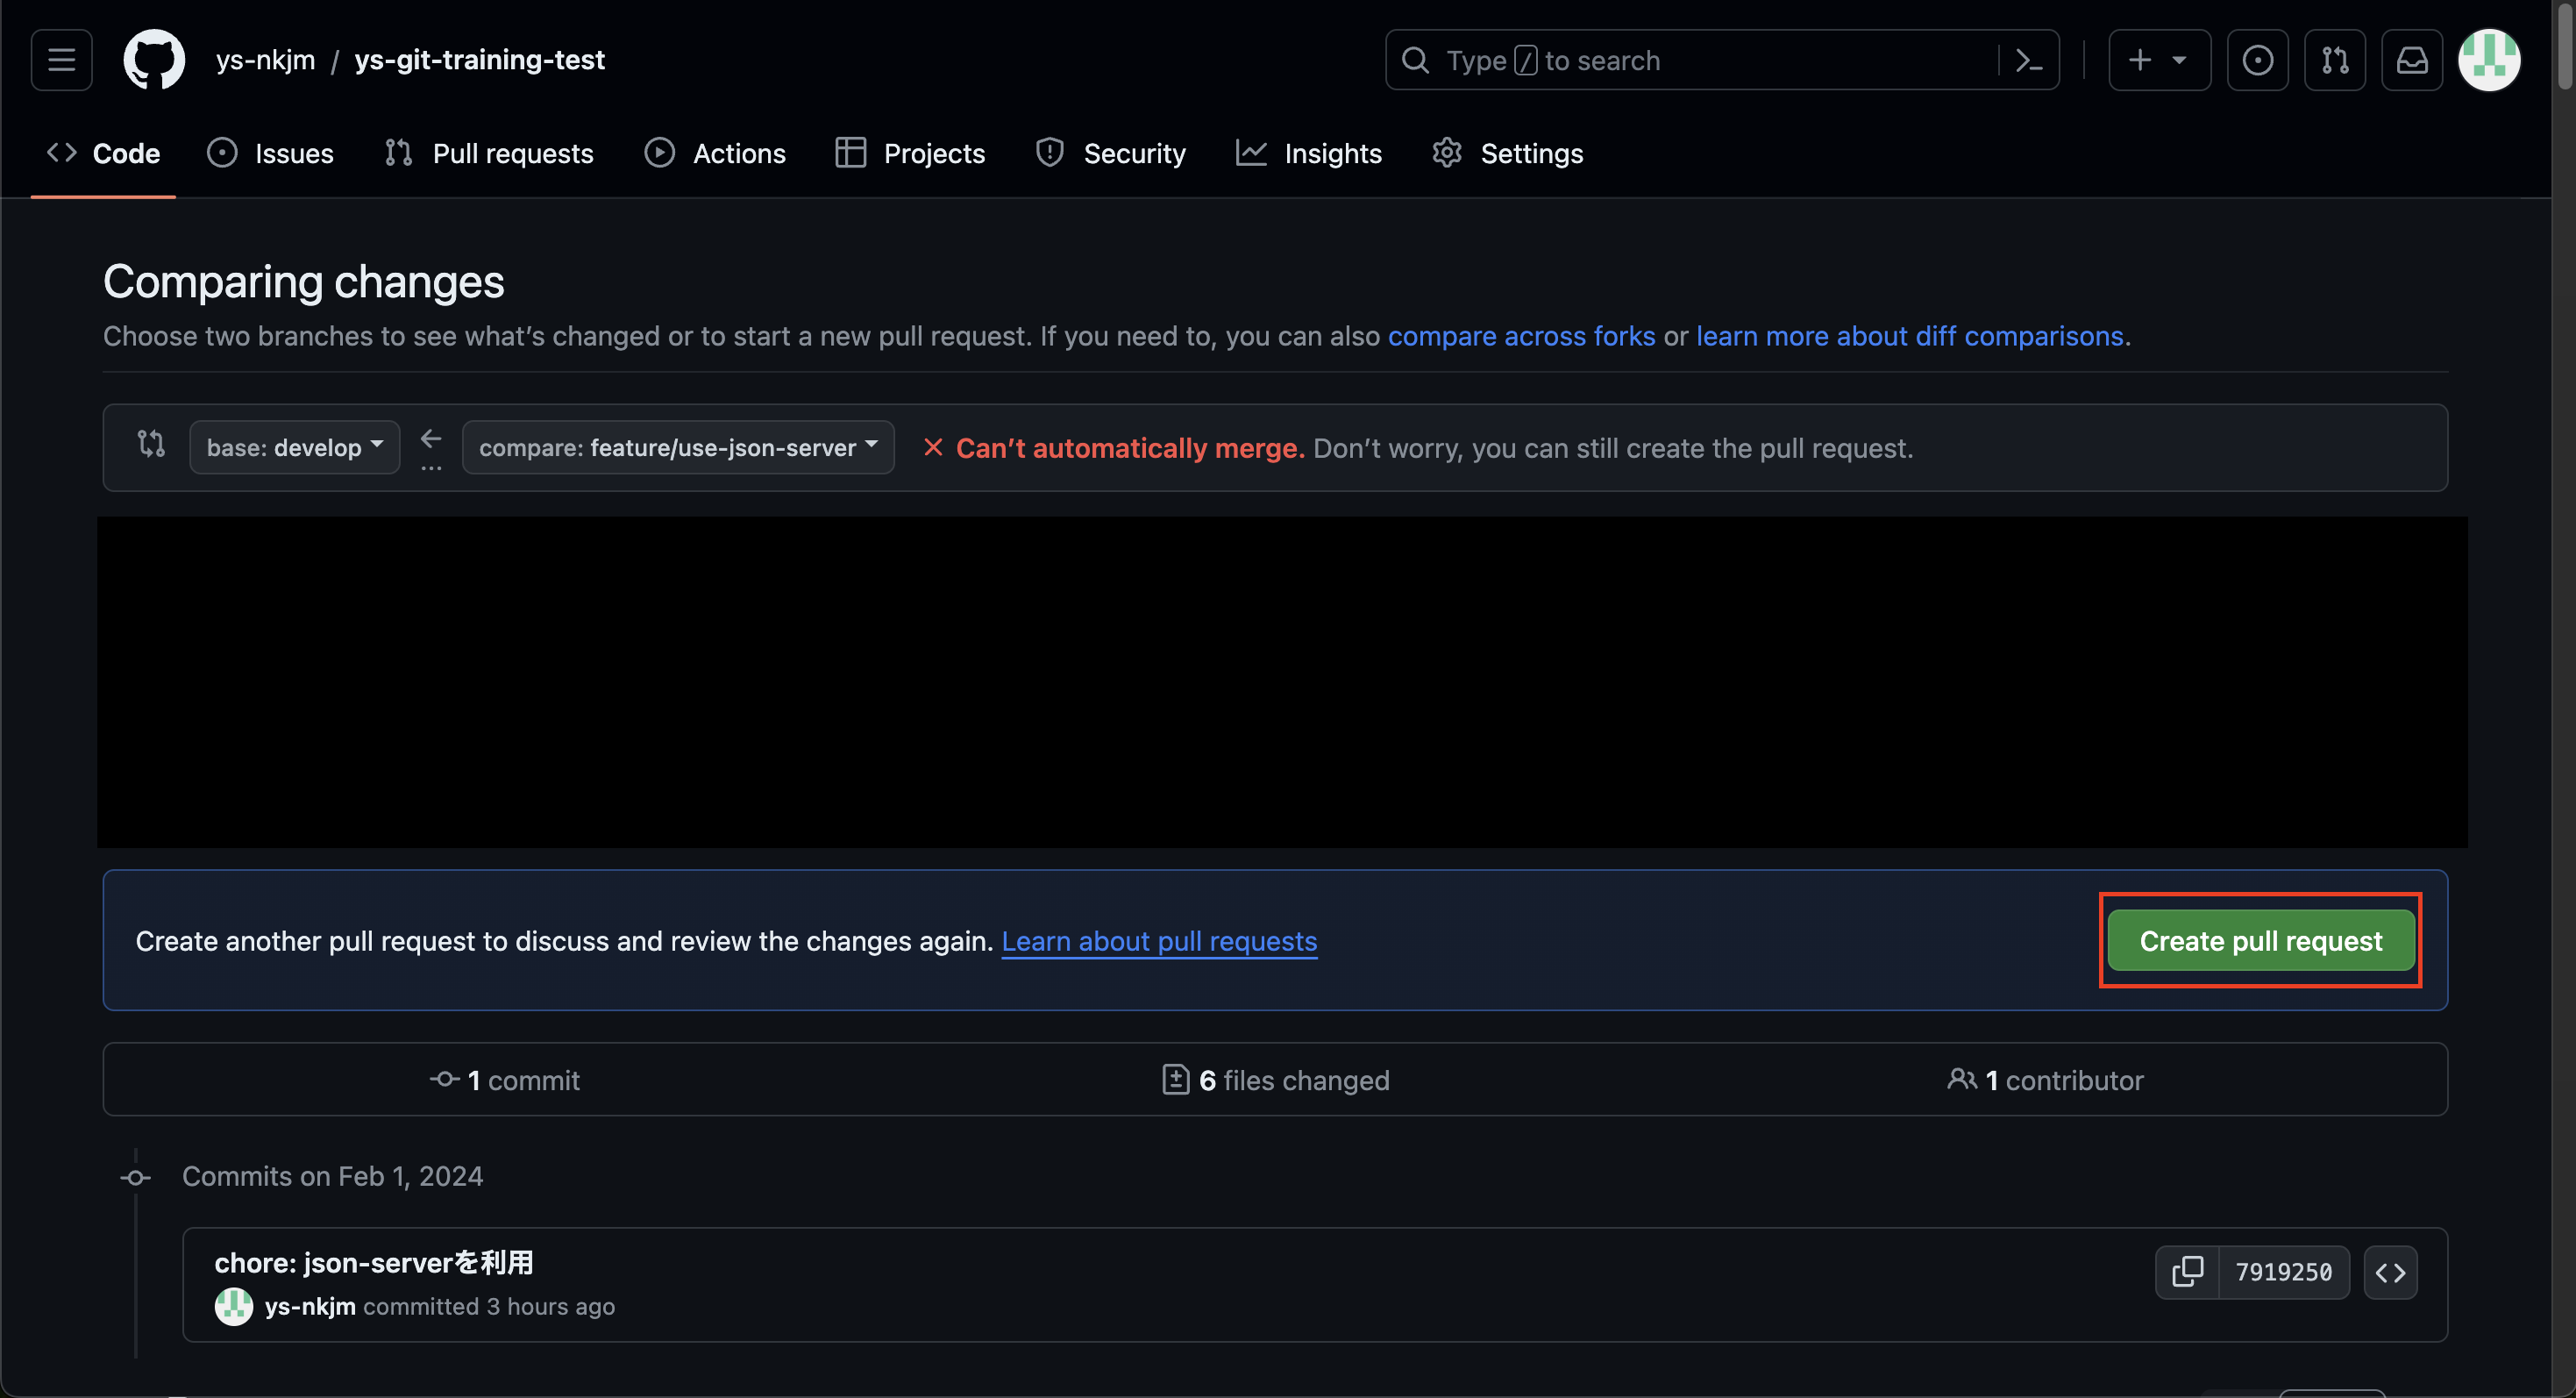 ys-nkjm / ys-git-training-test
Type / to search
Code Issues Pull requests Actions Projects Security Insights Settings
Comparing changes
Choose two branches to see what's changed or to start a new pull request. If you need to, you can also compare across forks or learn more about diff comparisons.
base: develop ... compare: feature/use-json-server Can't automatically merge. Don't worry, you can still create the pull request.
Create another pull request to discuss and review the changes again. Learn about pull requests
Create pull request
1 commit
6 files changed
1 contributor
Commits on Feb 1, 2024
chore: json-serverを利用
7919250
ys-nkjm committed 3 hours ago